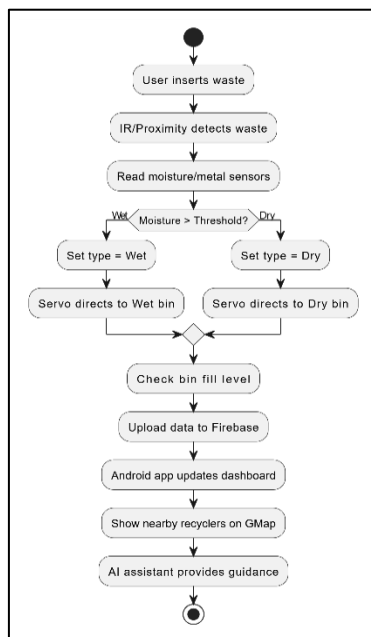 User inserts waste
IR/Proximity detects waste
Read moisture/metal sensors
Wet
Moisture > Threshold?
Dry
Set type = Wet
Set type = Dry
Servo directs to Wet bin
Servo directs to Dry bin
Check bin fill level
Upload data to Firebase
Android app updates dashboard
Show nearby recyclers on GMap
AI assistant provides guidance